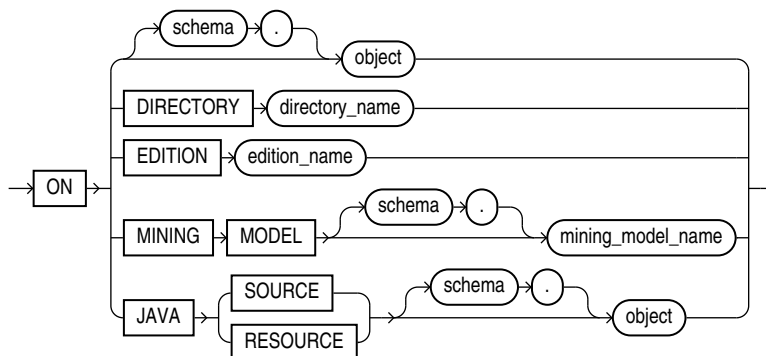 schema .
object
DIRECTORY directory_name
EDITION edition_name
ON
schema .
MINING MODEL mining_model_name
SOURCE schema .
JAVA object
RESOURCE